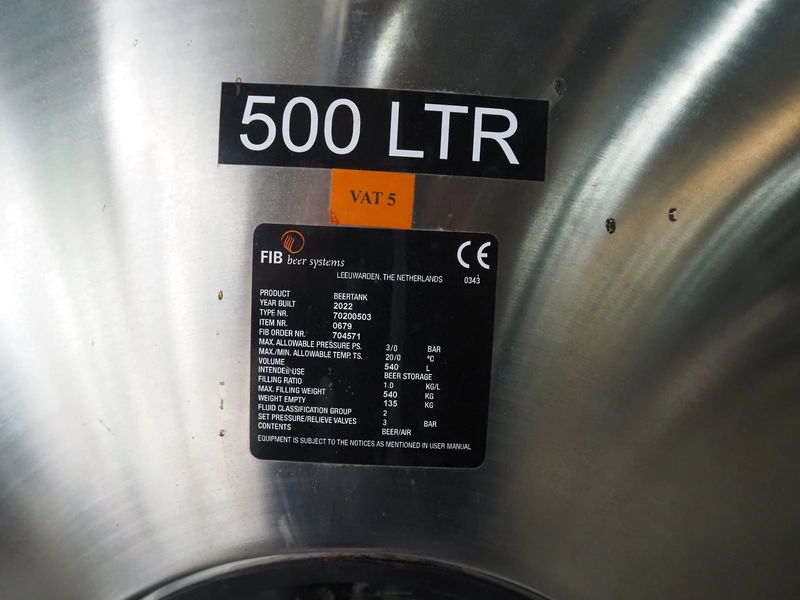 500 LTR
VAT 5
FIB beer systems
CE
LEEUWARDEN, THE NETHERLANDS 0343
PRODUCT BEERTANK
YEAR BUILT 2022
TYPE NR. 70200503
ITEM NR. 0679
FIB ORDER NR. 704571
MAX. ALLOWABLE PRESSURE PS. 3/0 BAR
MAX./MIN. ALLOWABLE TEMP. TS. 20/0 °C
VOLUME 540 L
INTENDED USE BEER STORAGE
FILLING RATIO 1.0 KG/L
MAX. FILLING WEIGHT 540 KG
WEIGHT EMPTY 135 KG
FLUID CLASSIFICATION GROUP 2
SET PRESSURE/RELIEVE VALVES 3 BAR
CONTENTS BEER/AIR
EQUIPMENT IS SUBJECT TO THE NOTICES AS MENTIONED IN USER MANUAL